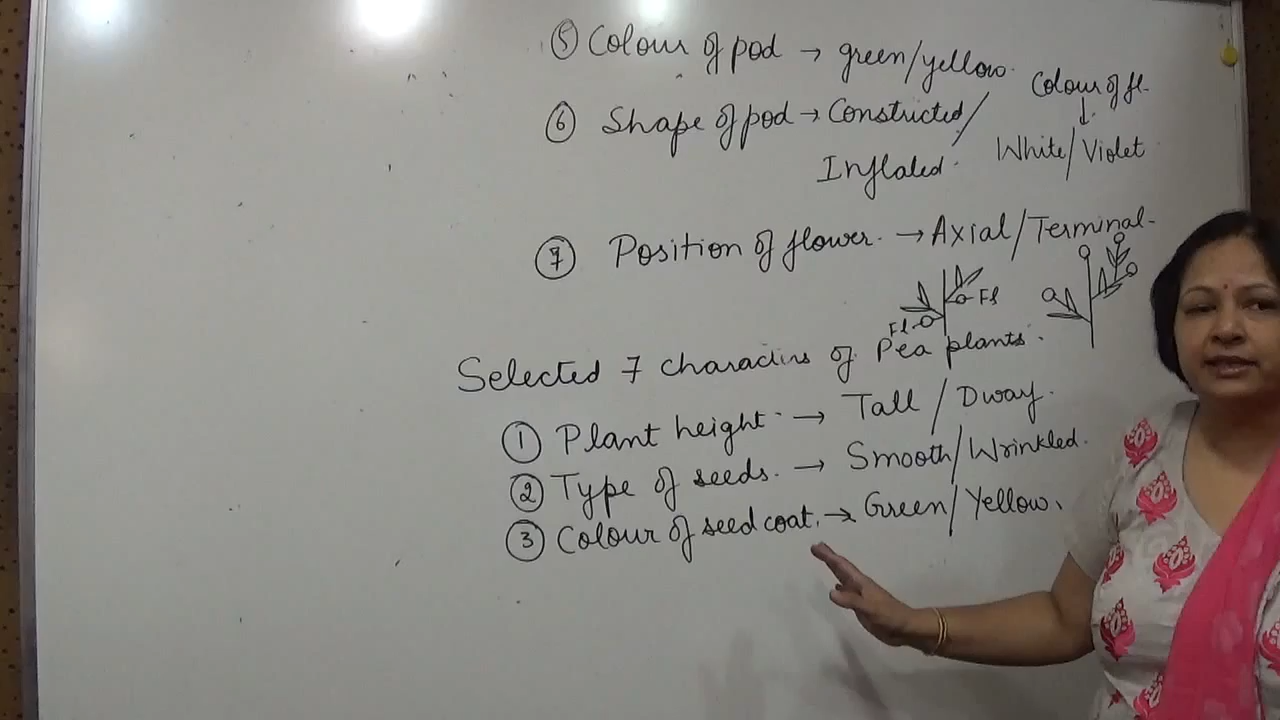 ⑤ Colour of pod → green/yellow.
⑥ Shape of pod → Constricted/
Inflated.
Colour of fl.
↓
White/Violet
⑦ Position of flower. → Axial/Terminal
Fl
Fl.
Selected 7 characters of Pea plants.
① Plant height. → Tall / Dwarf.
② Type of seeds. → Smooth/Wrinkled.
③ Colour of seed coat. → Green/Yellow.